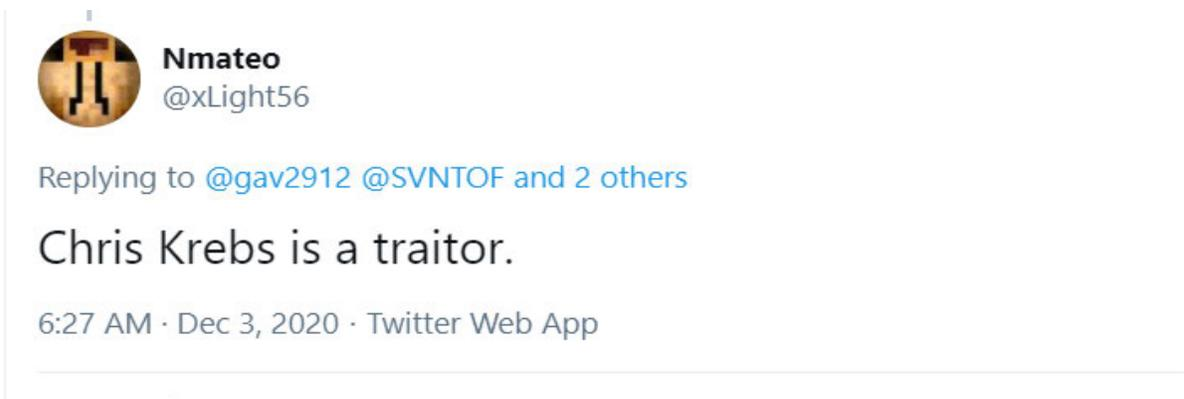 Nmateo
@xLight56
Replying to @gav2912 @SVNTOF and 2 others
Chris Krebs is a traitor.
6:27 AM · Dec 3, 2020 · Twitter Web App